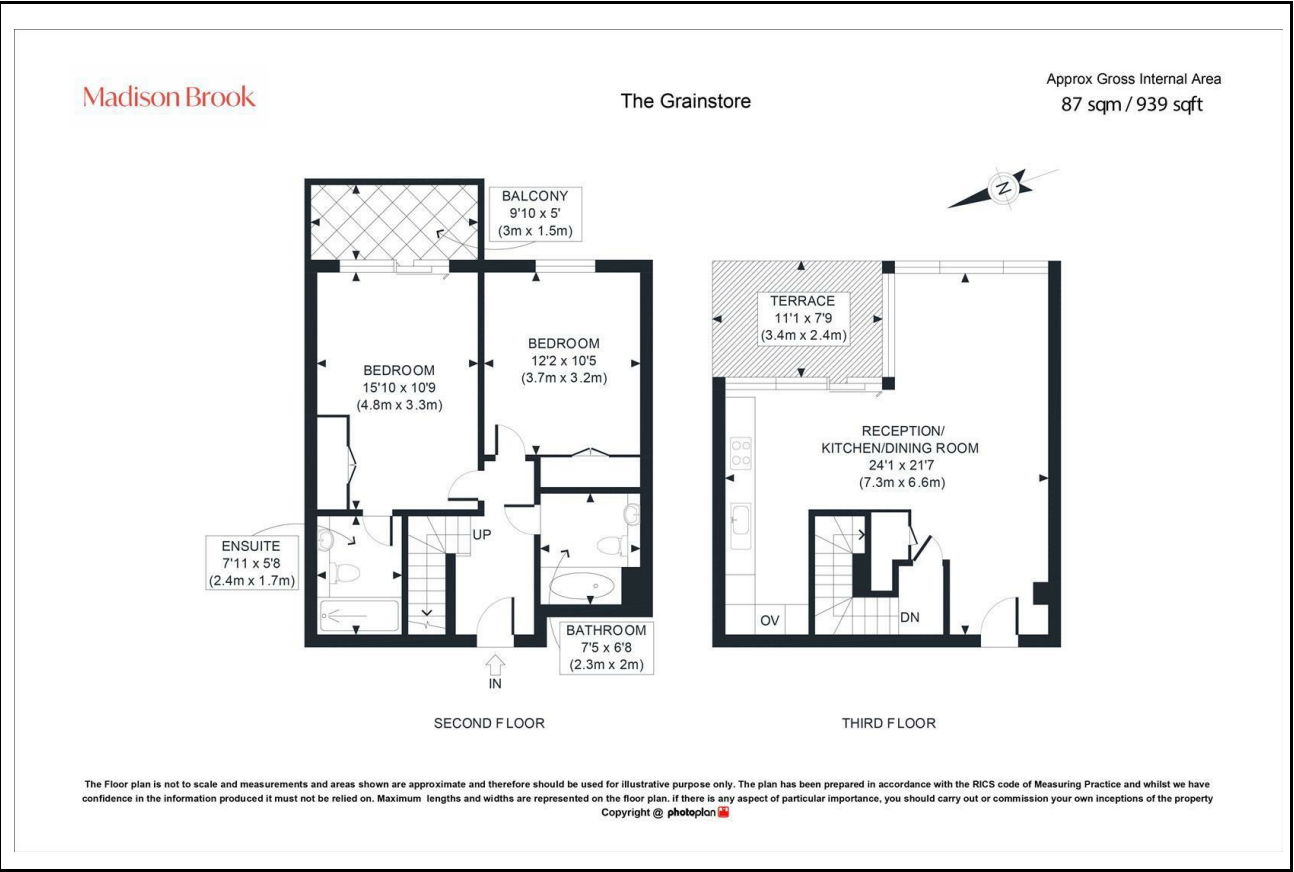 Madison Brook
The Grainstore
Approx Gross Internal Area
87 sqm / 939 sqft
N
BALCONY
9'10 x 5'
(3m x 1.5m)
BEDROOM
15'10 x 10'9
(4.8m x 3.3m)
BEDROOM
12'2 x 10'5
(3.7m x 3.2m)
UP
ENSUITE
7'11 x 5'8
(2.4m x 1.7m)
BATHROOM
7'5 x 6'8
(2.3m x 2m)
IN
SECOND FLOOR
TERRACE
11'1 x 7'9
(3.4m x 2.4m)
RECEPTION/
KITCHEN/DINING ROOM
24'1 x 21'7
(7.3m x 6.6m)
OV
DN
THIRD FLOOR
The Floor plan is not to scale and measurements and areas shown are approximate and therefore should be used for illustrative purpose only. The plan has been prepared in accordance with the RICS code of Measuring Practice and whilst we have
confidence in the information produced it must not be relied on. Maximum lengths and widths are represented on the floor plan. if there is any aspect of particular importance, you should carry out or commission your own inceptions of the property
Copyright @ photoplan